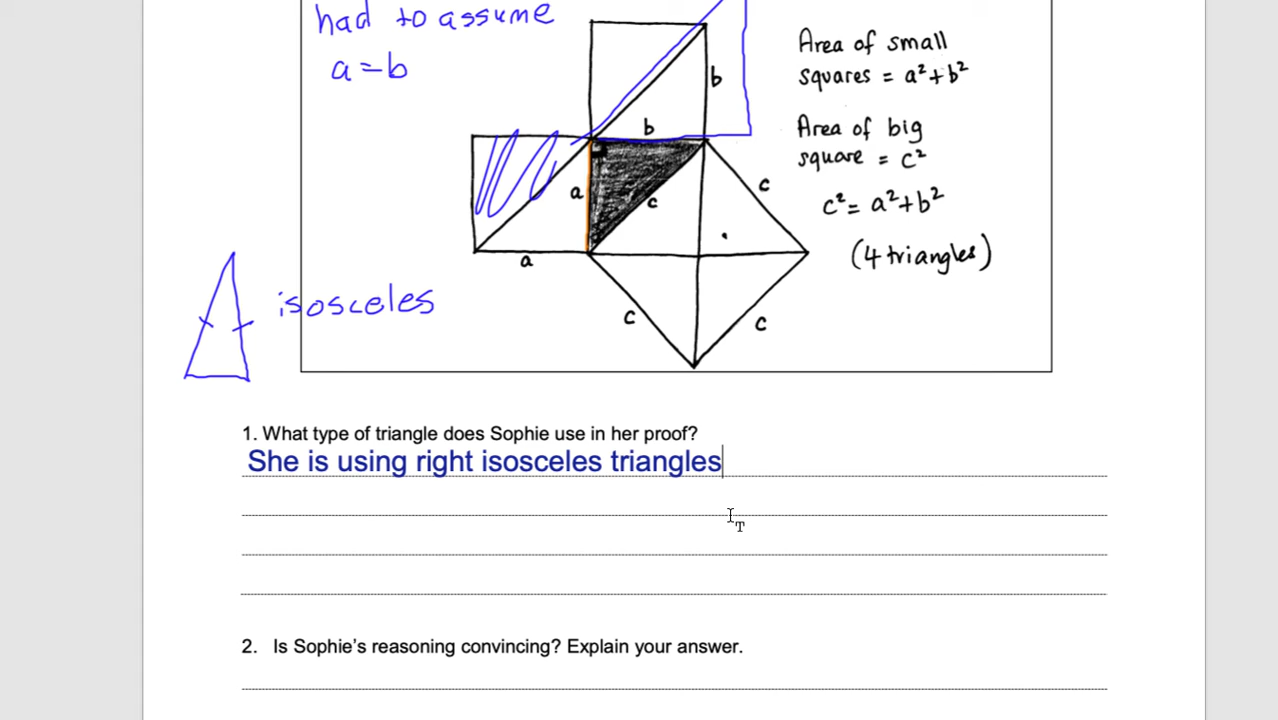 had to assume
a=b
Area of small
squares = a²+b²
Area of big
square = c²
c²= a²+b²
(4 triangles)
b
b
a
c
c
a
c
c
isosceles
1. What type of triangle does Sophie use in her proof?
She is using right isosceles triangles
2. Is Sophie's reasoning convincing? Explain your answer.